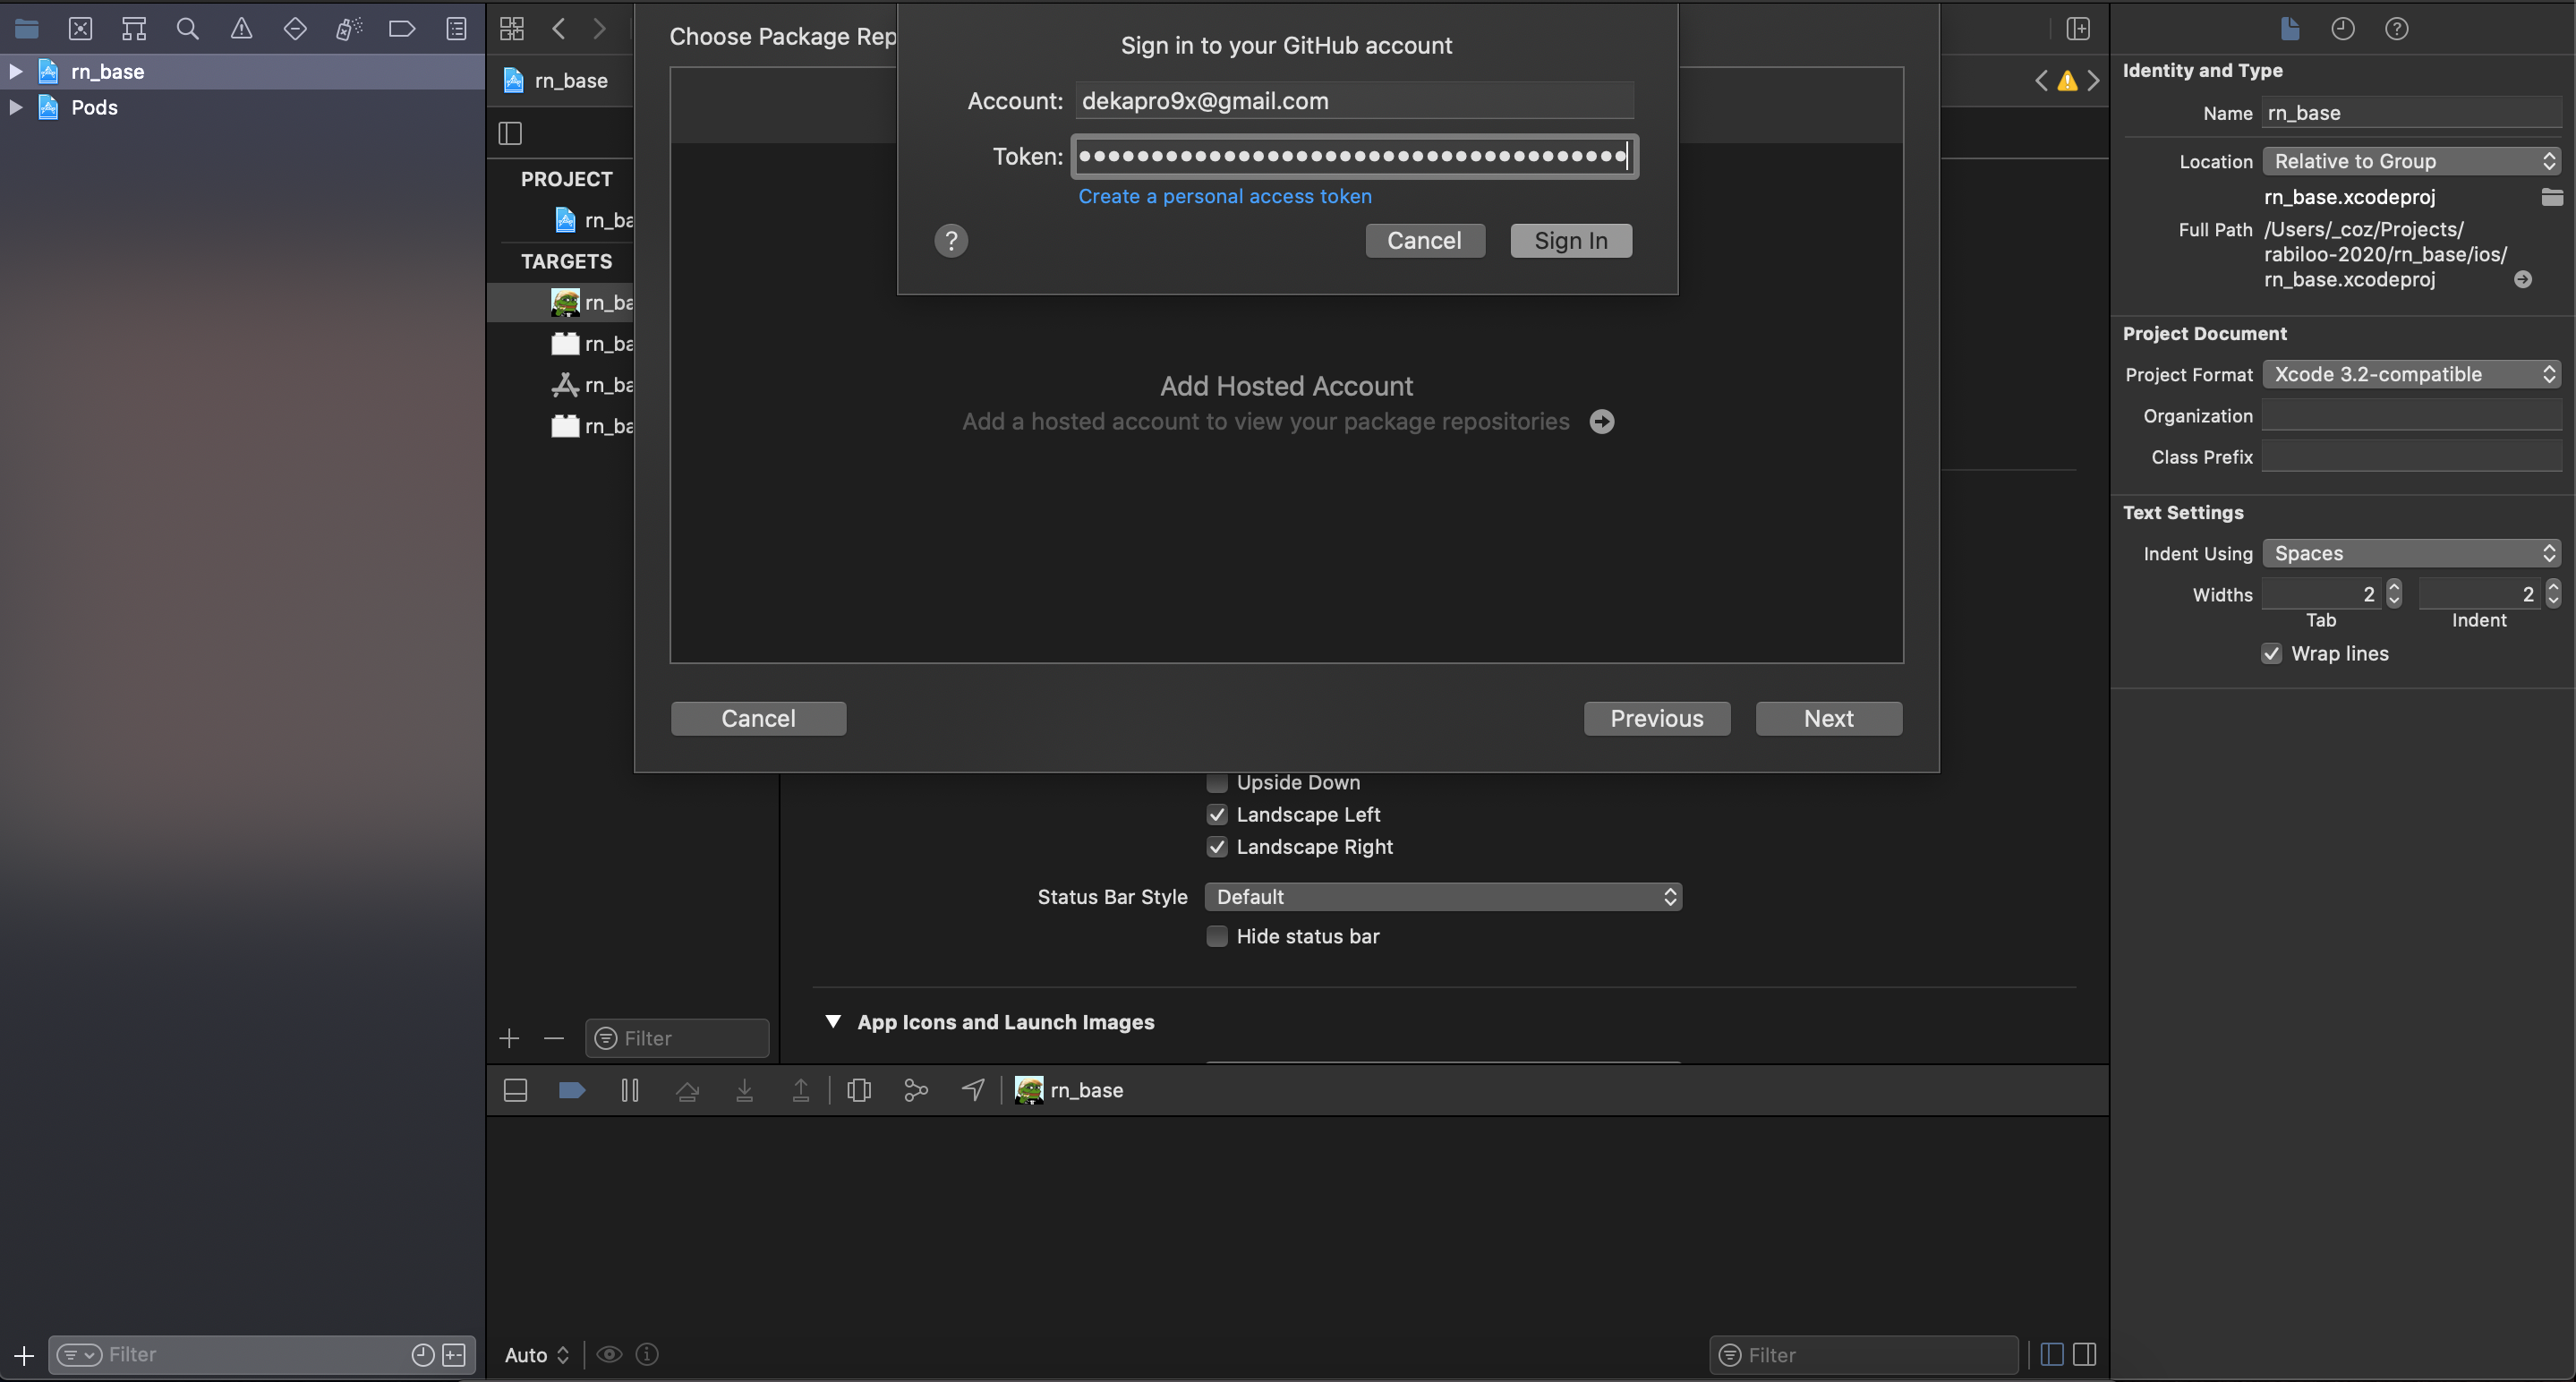 rn_base
Pods
Filter
rn_base
PROJECT
rn_ba
TARGETS
rn_ba
rn_ba
rn_ba
rn_ba
Filter
Choose Package Rep
Sign in to your GitHub account
Account: dekapro9x@gmail.com
Token:
Create a personal access token
?
Cancel
Sign In
Add Hosted Account
Add a hosted account to view your package repositories
Cancel
Previous
Next
Upside Down
Landscape Left
Landscape Right
Status Bar Style Default
Hide status bar
App Icons and Launch Images
rn_base
Auto
Filter
Identity and Type
Name rn_base
Location Relative to Group
rn_base.xcodeproj
Full Path /Users/_coz/Projects/
rabiloo-2020/rn_base/ios/
rn_base.xcodeproj
Project Document
Project Format Xcode 3.2-compatible
Organization
Class Prefix
Text Settings
Indent Using Spaces
Widths 2 2
Tab Indent
Wrap lines